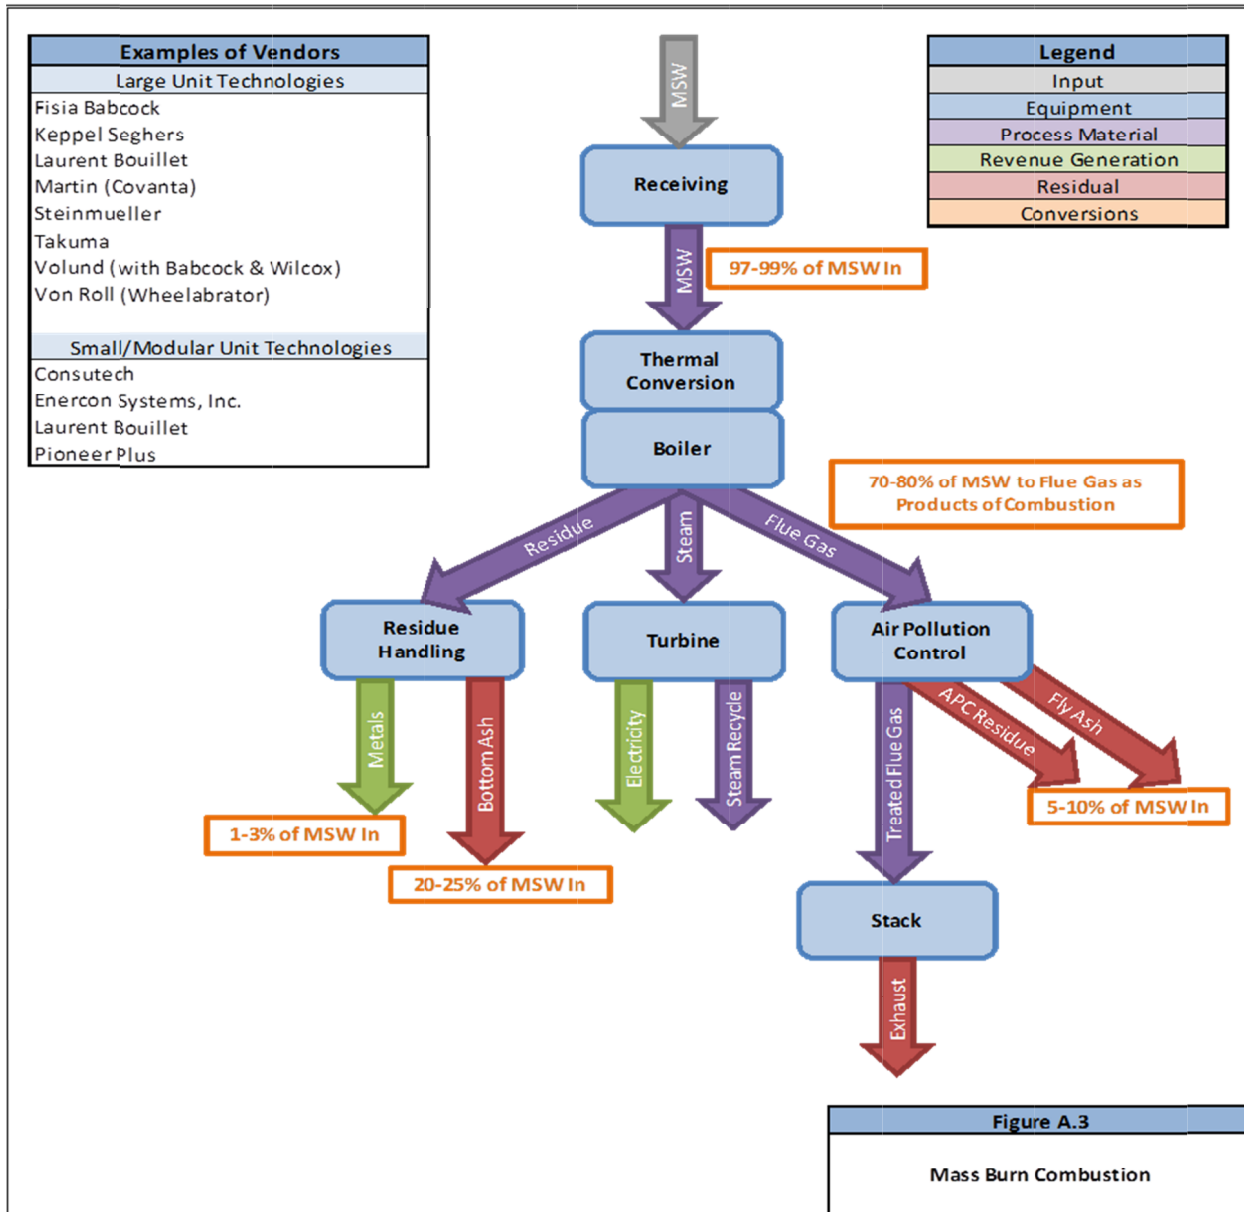 Examples of Vendors
Large Unit Technologies
Fisia Babcock
Keppel Seghers
Laurent Bouillet
Martin (Covanta)
Steinmueller
Takuma
Volund (with Babcock & Wilcox)
Von Roll (Wheelabrator)
Small/Modular Unit Technologies
Consutech
Enercon Systems, Inc.
Laurent Bouillet
Pioneer Plus
Legend
Input
Equipment
Process Material
Revenue Generation
Residual
Conversions
MSW
Receiving
MSW
97-99% of MSW In
Thermal
Conversion
Boiler
70-80% of MSW to Flue Gas as
Products of Combustion
Residue
Steam
Flue Gas
Residue
Handling
Turbine
Air Pollution
Control
Metals
Bottom Ash
Electricity
Steam Recycle
Treated Flue Gas
APC Residue
Fly Ash
1-3% of MSW In
20-25% of MSW In
5-10% of MSW In
Stack
Exhaust
Figure A.3
Mass Burn Combustion